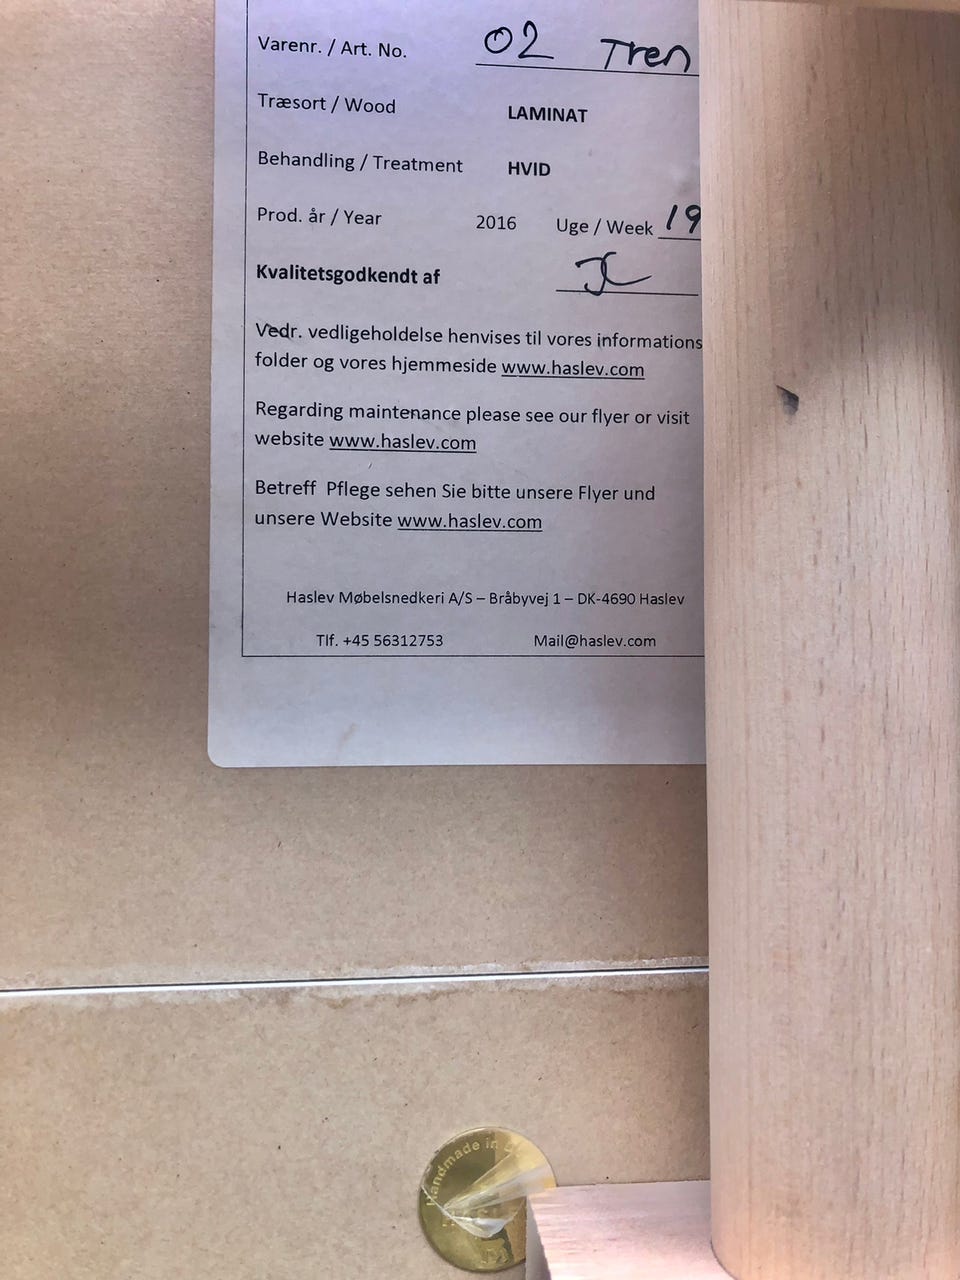 Varenr. / Art. No. 02 Tren
Træsort / Wood LAMINAT
Behandling / Treatment HVID
Prod. år / Year 2016 Uge / Week 19
Kvalitetsgodkendt af
Vedr. vedligeholdelse henvises til vores informations
folder og vores hjemmeside www.haslev.com
Regarding maintenance please see our flyer or visit
website www.haslev.com
Betreff Pflege sehen Sie bitte unsere Flyer und
unsere Website www.haslev.com
Haslev Møbelsnedkeri A/S – Bråbyvej 1 – DK-4690 Haslev
Tlf. +45 56312753 Mail@haslev.com
Handmade in